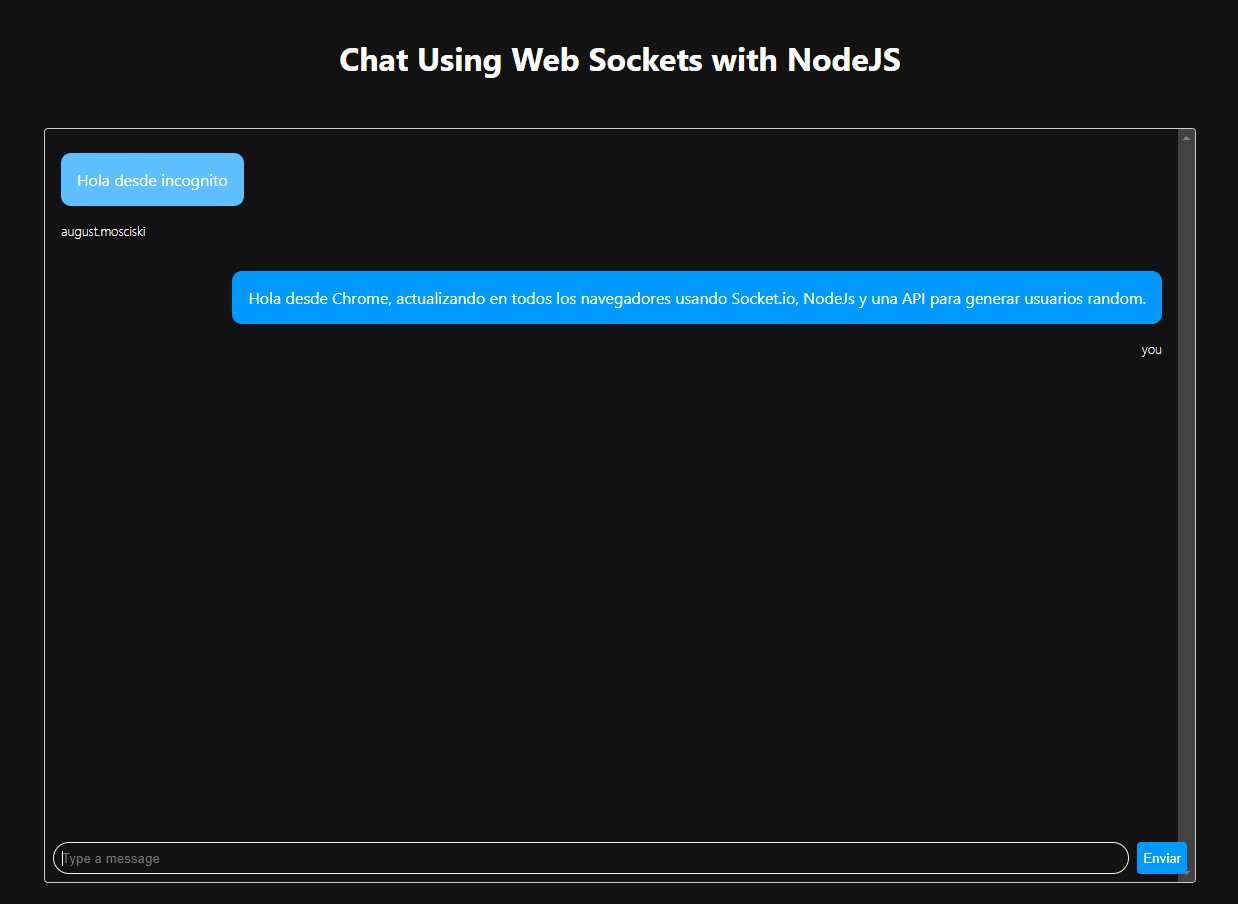 Chat Using Web Sockets with NodeJS
Hola desde incognito
august.mosciski
Hola desde Chrome, actualizando en todos los navegadores usando Socket.io, NodeJs y una API para generar usuarios random.
you
Type a message
Enviar